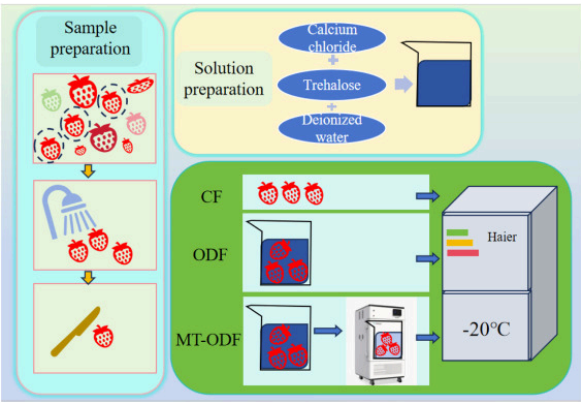 Sample
preparation
Solution
preparation
Calcium
chloride
+
Trehalose
+
Deionized
water
CF
ODF
MT-ODF
Haier
-20℃